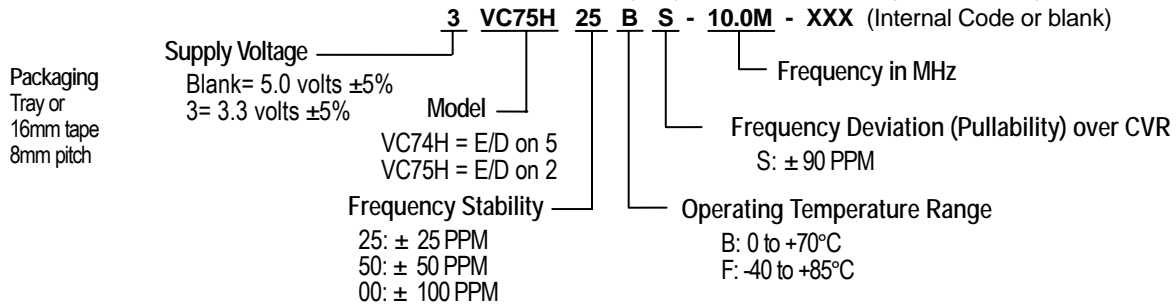 3 VC75H 25 B S - 10.0M - XXX (Internal Code or blank)
Supply Voltage
Blank= 5.0 volts ±5%
3= 3.3 volts ±5%
Packaging
Tray or
16mm tape
8mm pitch
Model
VC74H = E/D on 5
VC75H = E/D on 2
Frequency Stability
25: ± 25 PPM
50: ± 50 PPM
00: ± 100 PPM
Frequency in MHz
Frequency Deviation (Pullability) over CVR
S: ± 90 PPM
Operating Temperature Range
B: 0 to +70°C
F: -40 to +85°C